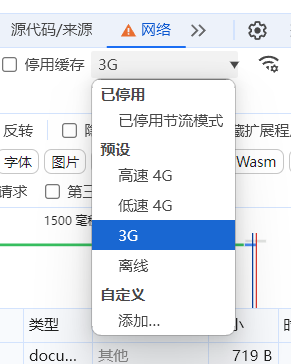 源代码/来源 网络
停用缓存 3G
已停用
已停用节流模式
预设
反转
藏扩展程序
高速 4G
字体 图片 Wasm
低速 4G
请求 第三
3G
1500 毫
离线
自定义
类型 小
添加...
docu... 其他 719 B